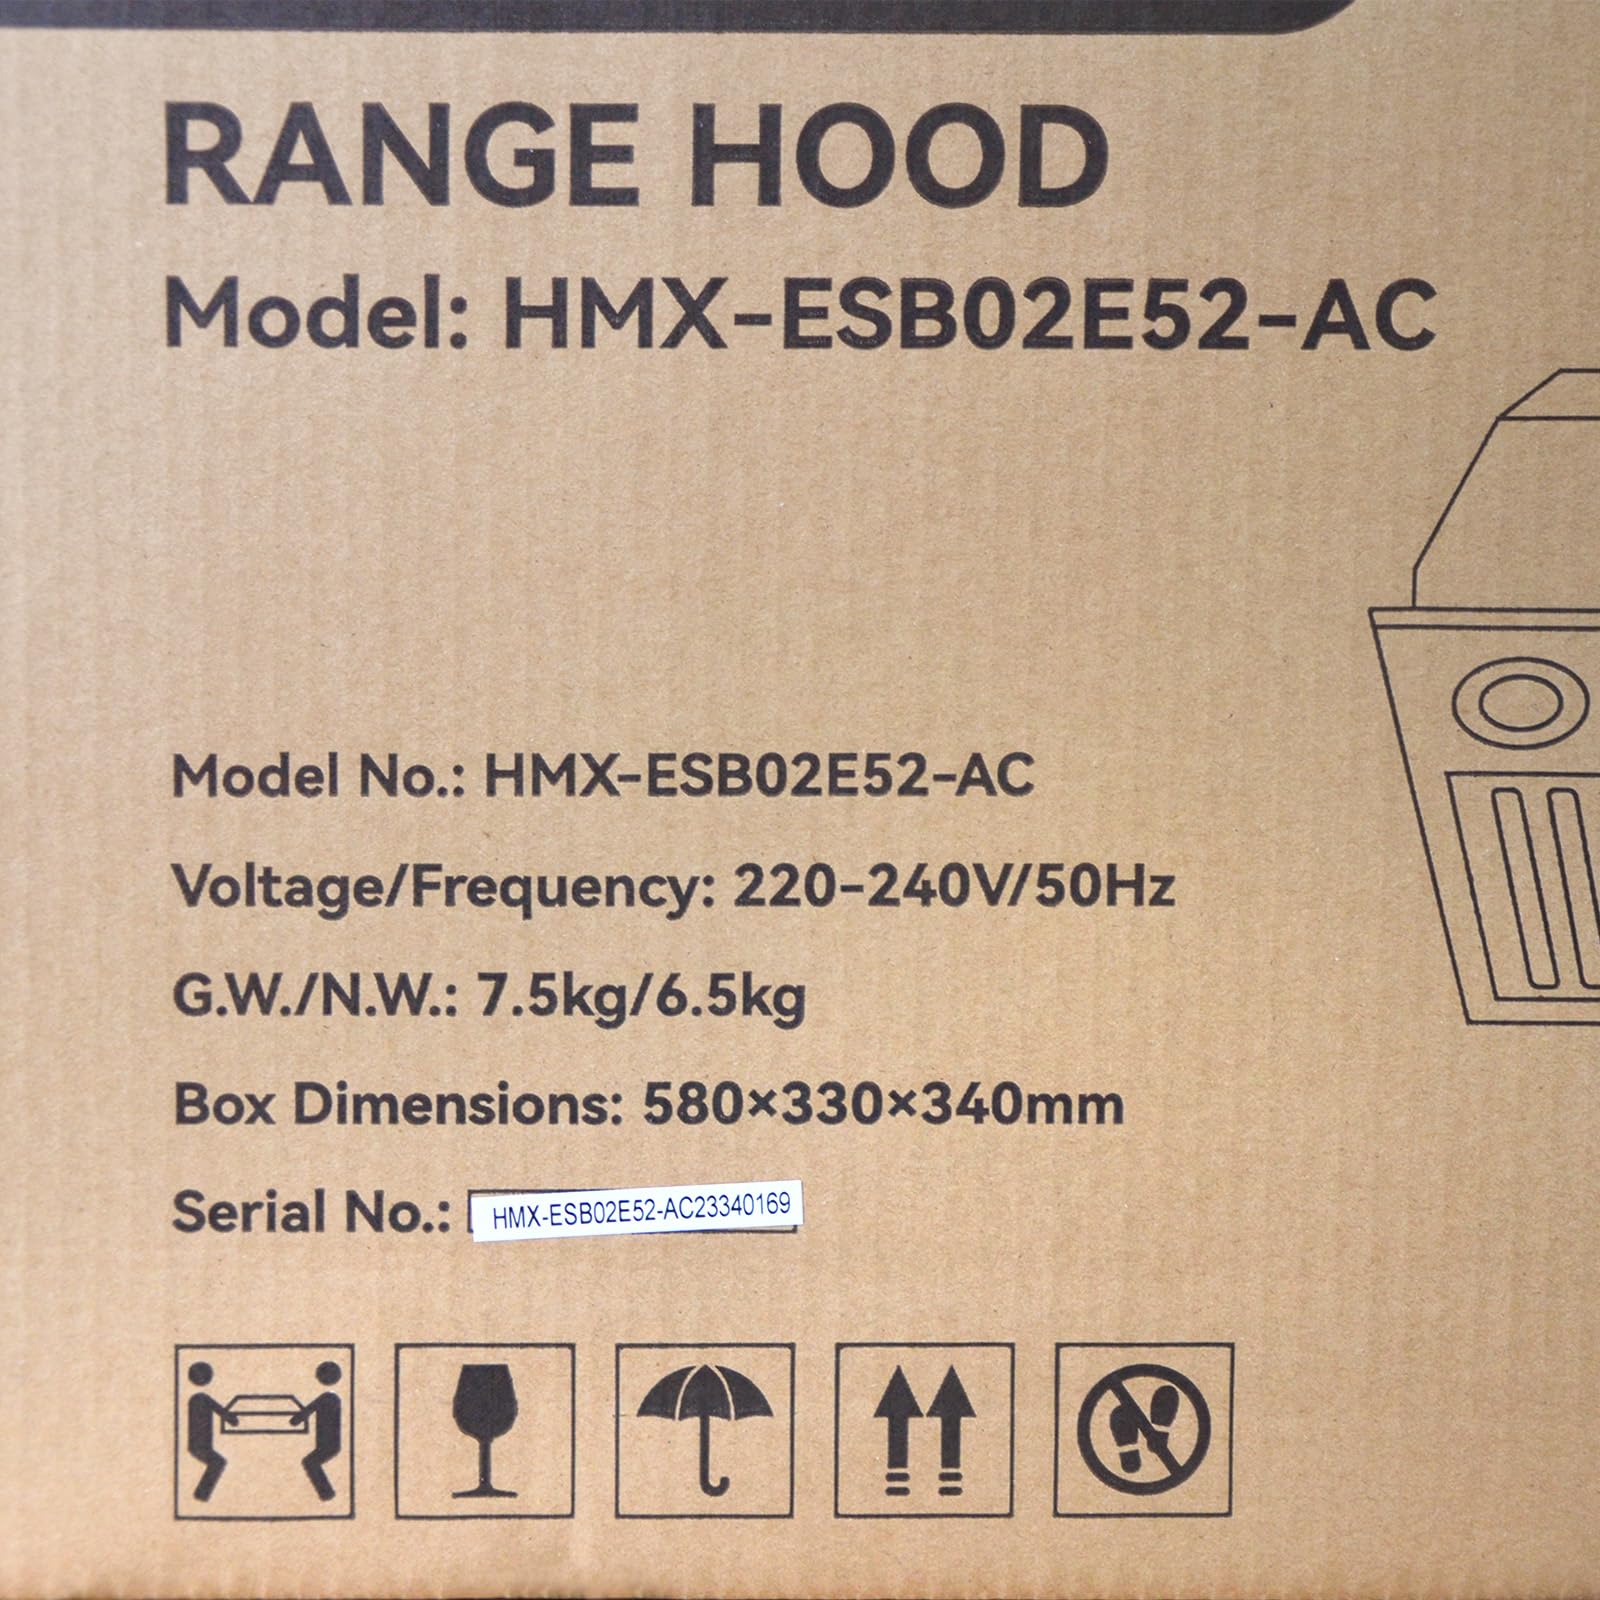 RANGE HOOD
Model: HMX-ESB02E52-AC
Model No.: HMX-ESB02E52-AC
Voltage/Frequency: 220-240V/50Hz
G.W./N.W.: 7.5kg/6.5kg
Box Dimensions: 580×330×340mm
Serial No.: HMX-ESB02E52-AC23340169